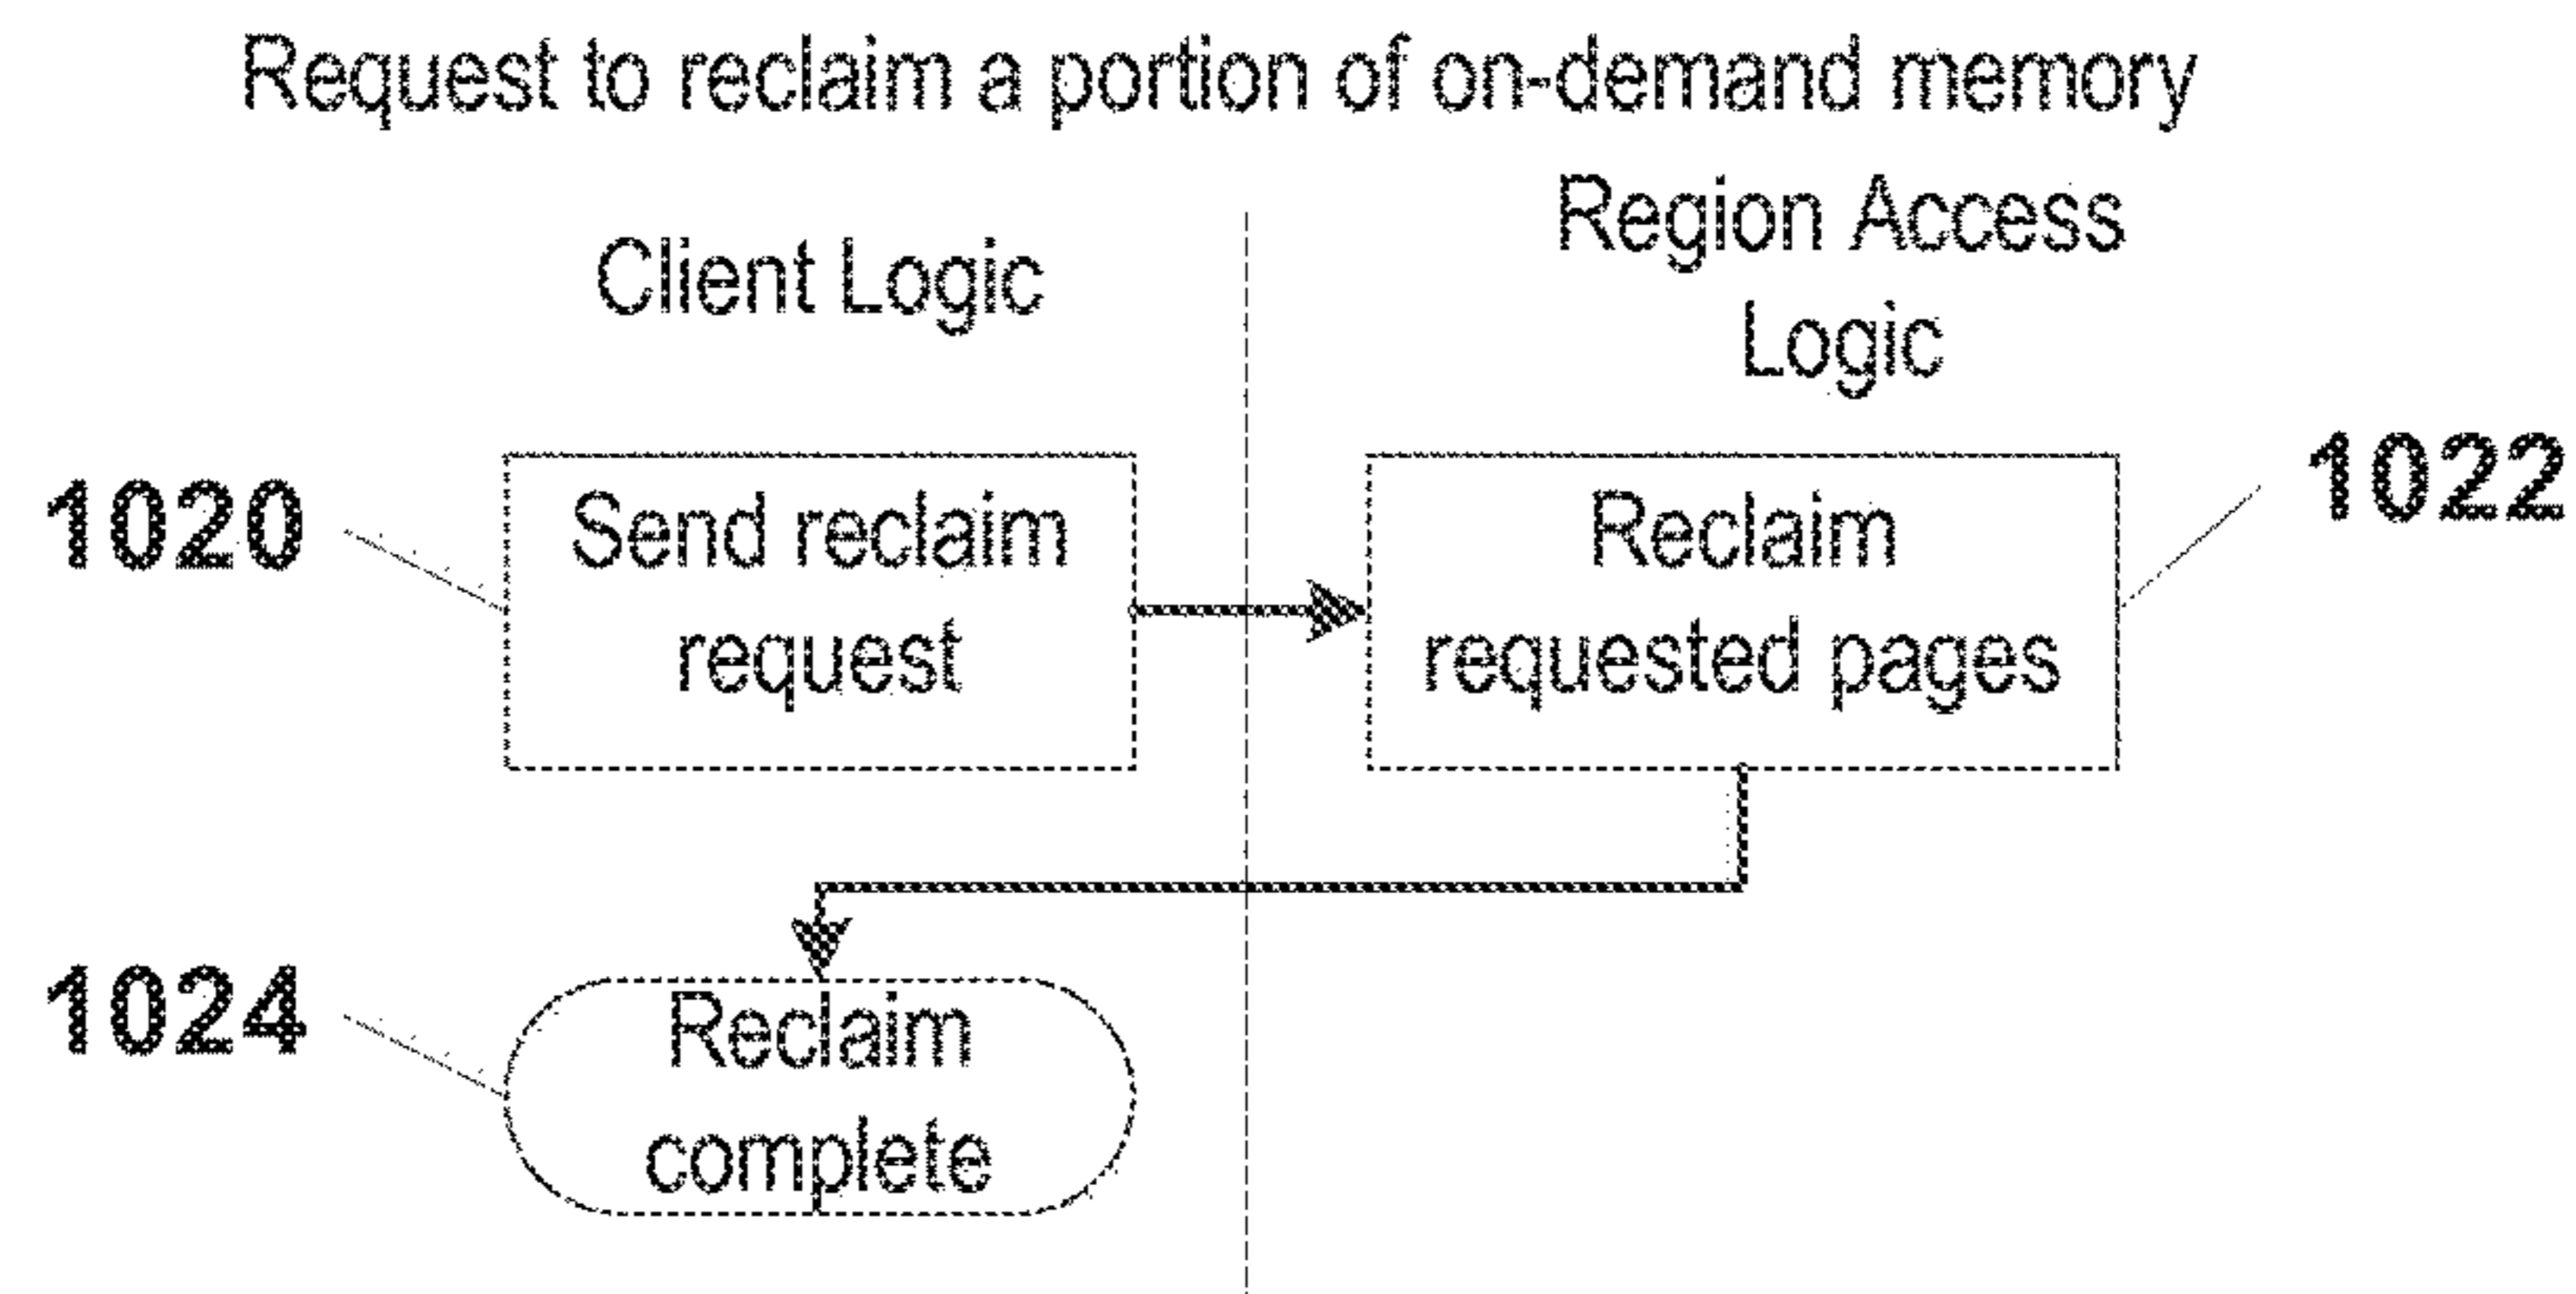 Request to reclaim a portion of on-demand memory
Client Logic
Region Access
Logic
1020
Send reclaim
request
Reclaim
requested pages
1022
1024
Reclaim
complete